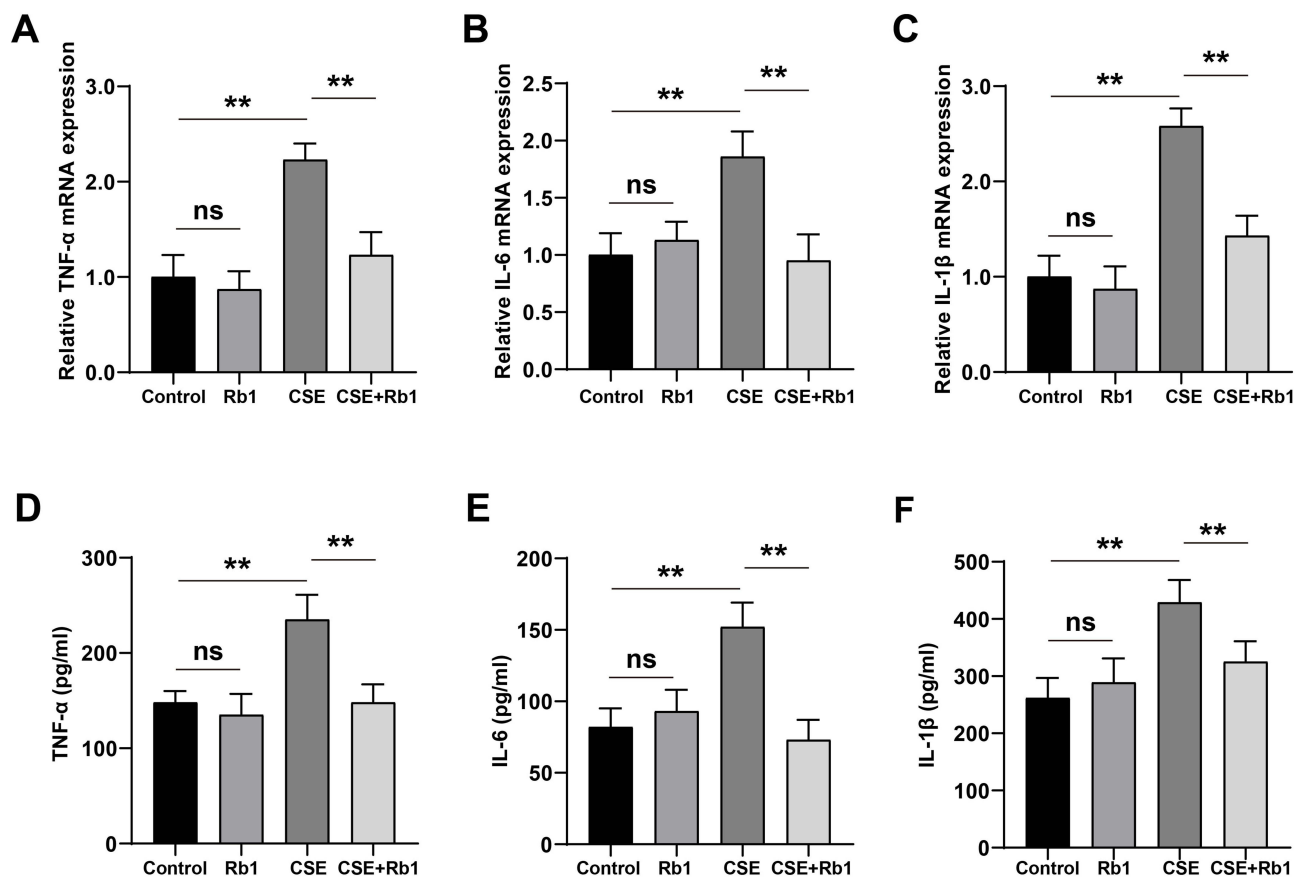 A
Relative TNF-α mRNA expression
3.0
2.0
1.0
0.0
**
**
ns
Control Rb1 CSE CSE+Rb1
B
Relative IL-6 mRNA expression
2.5
2.0
1.5
1.0
0.5
0.0
**
**
ns
Control Rb1 CSE CSE+Rb1
C
Relative IL-1β mRNA expression
3.0
2.0
1.0
0.0
**
**
ns
Control Rb1 CSE CSE+Rb1
D
TNF-α (pg/ml)
300
200
100
0
**
**
ns
Control Rb1 CSE CSE+Rb1
E
IL-6 (pg/ml)
200
150
100
50
0
**
**
ns
Control Rb1 CSE CSE+Rb1
F
IL-1β (pg/ml)
500
400
300
200
100
0
**
**
ns
Control Rb1 CSE CSE+Rb1